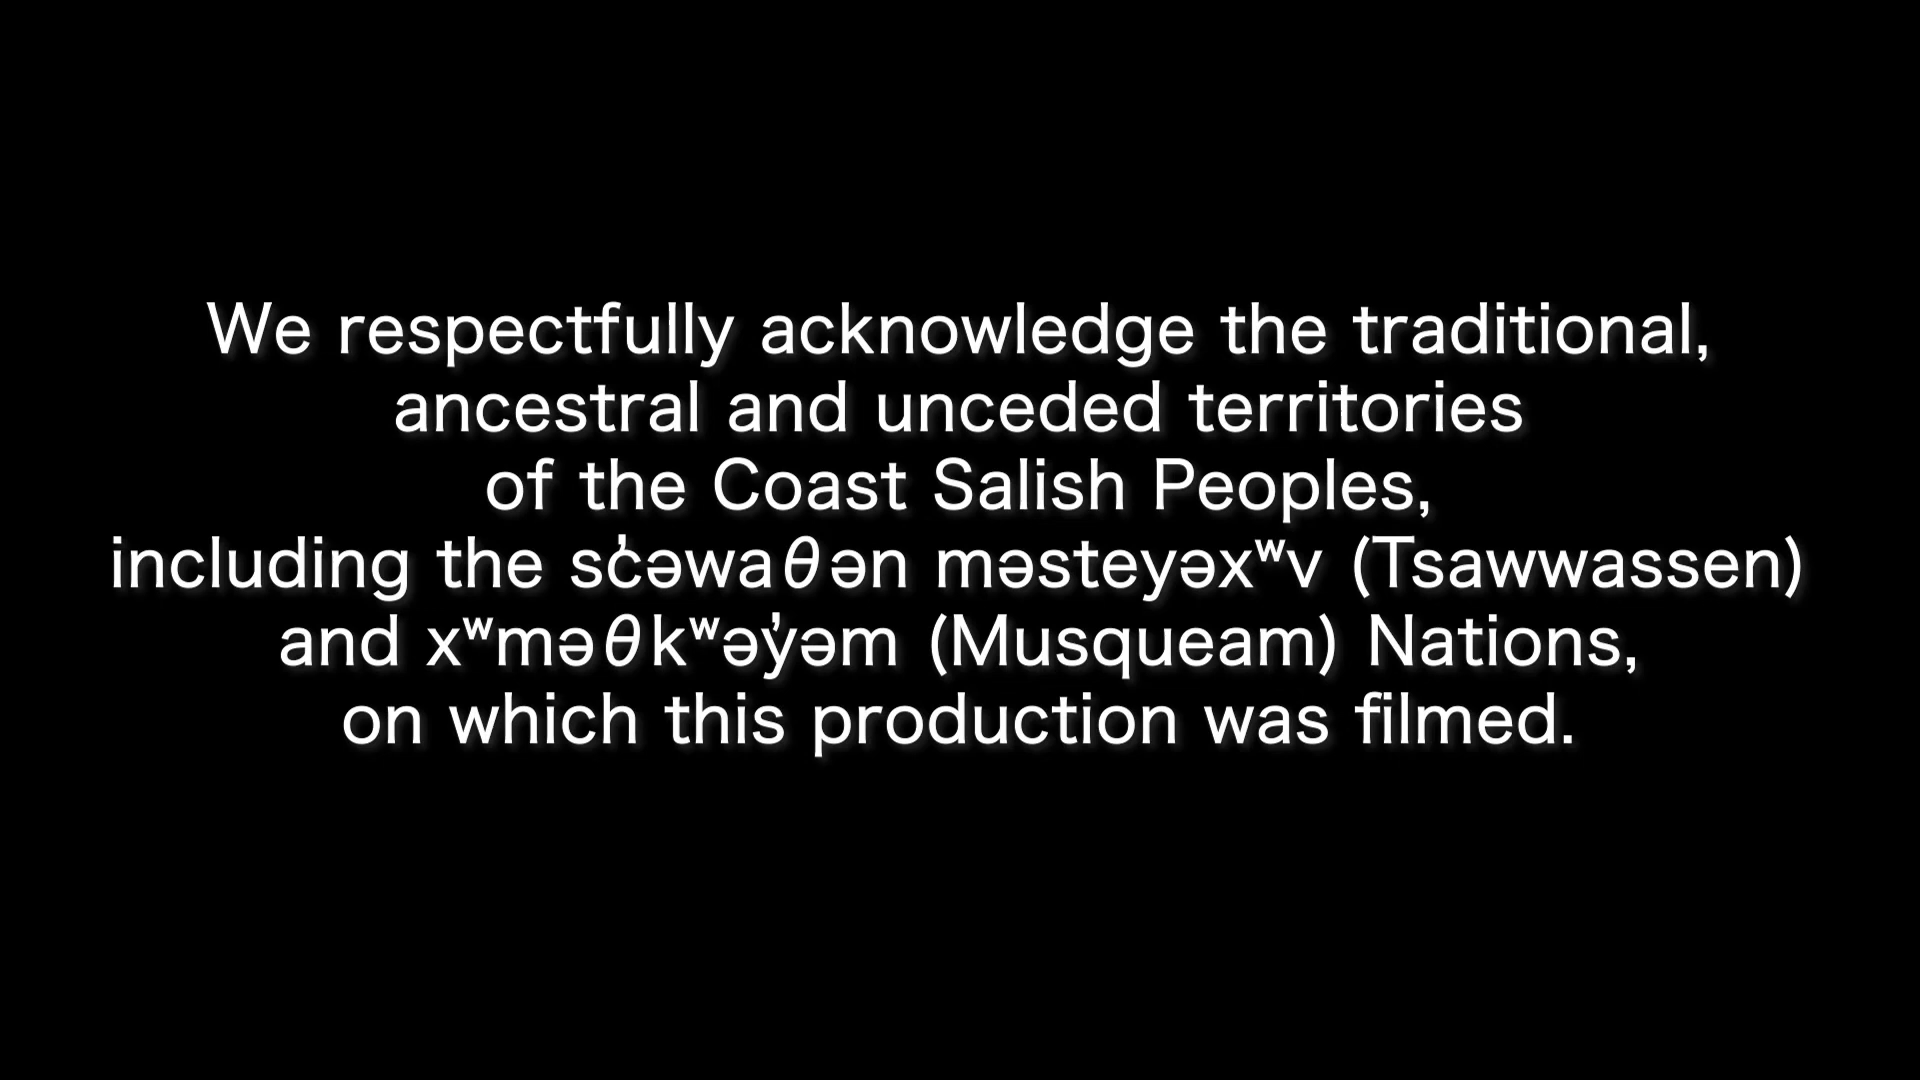 We respectfully acknowledge the traditional,
ancestral and unceded territories
of the Coast Salish Peoples,
including the sc̓əwaθən məsteyəxʷv (Tsawwassen)
and xʷməθkʷəy̓əm (Musqueam) Nations,
on which this production was filmed.